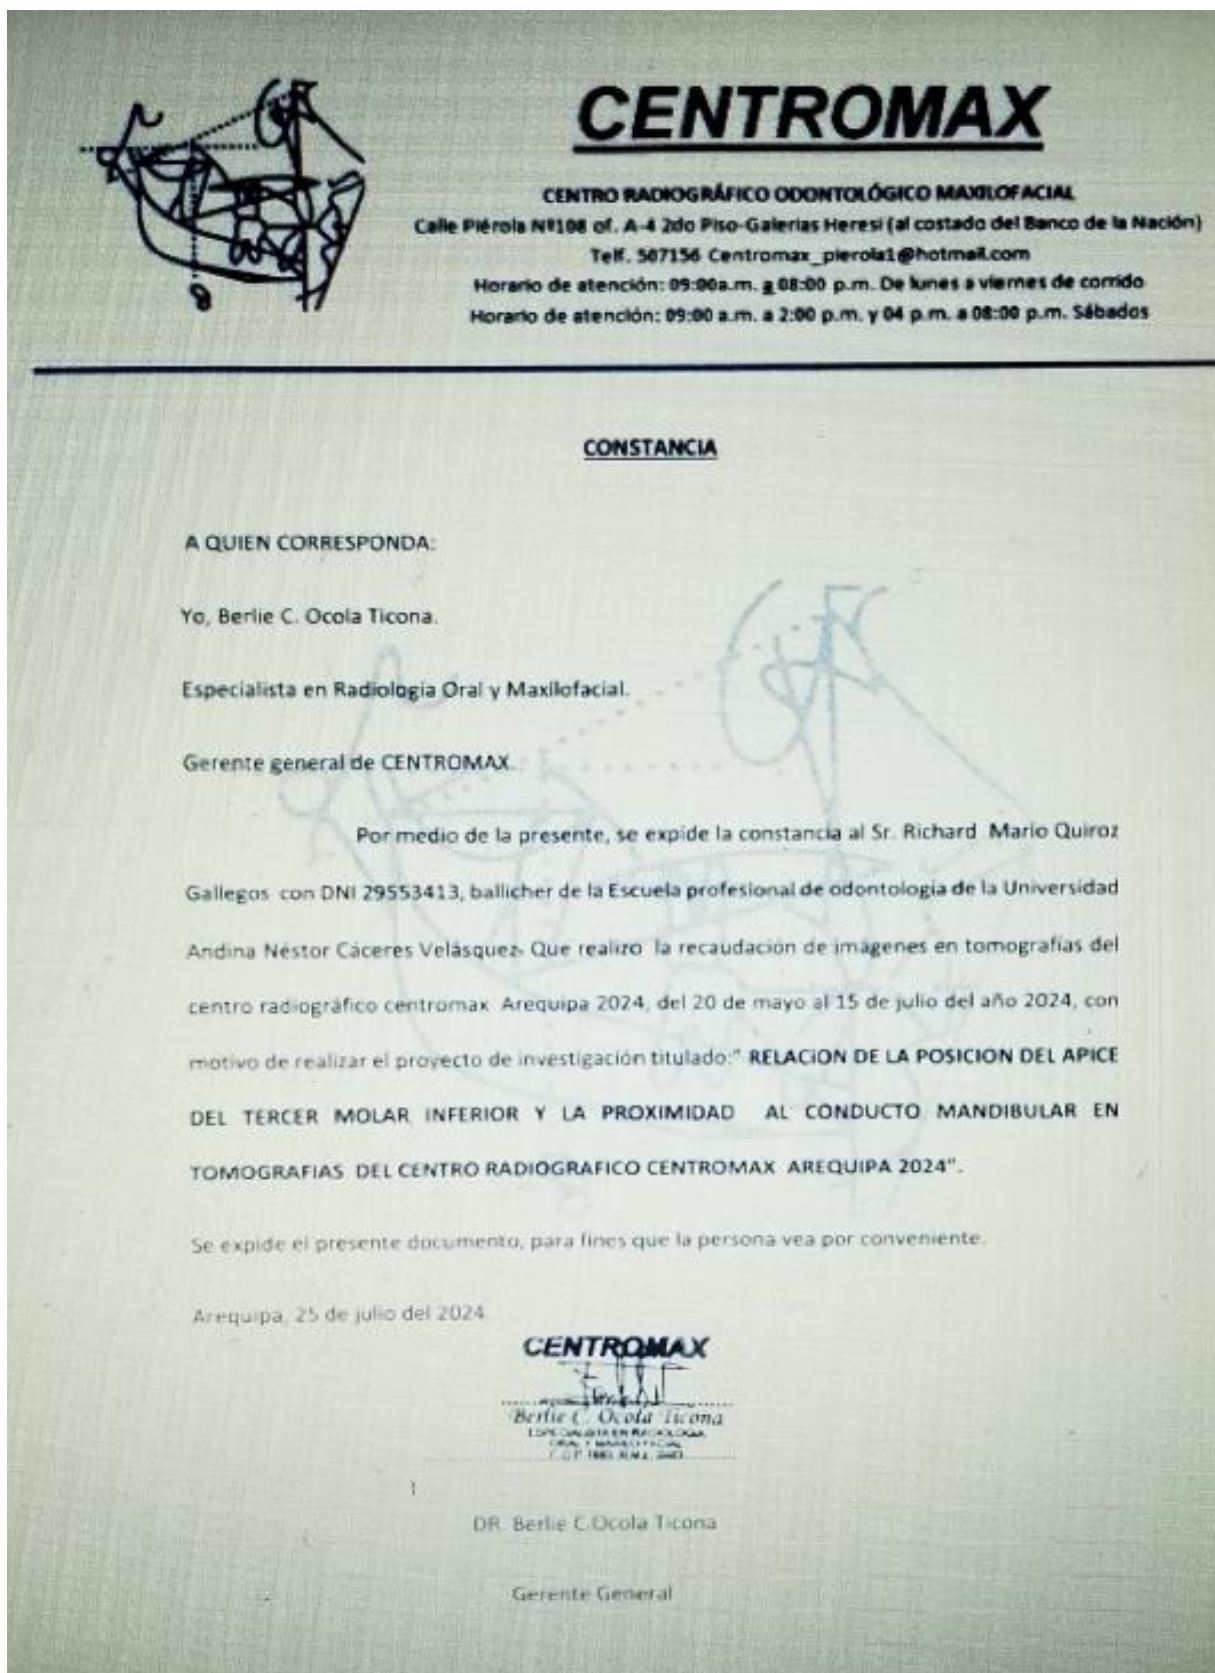 CENTROMAX
CENTRO RADIOGRÁFICO ODONTOLÓGICO MAXILOFACIAL
Calle Piérola Nº108 of. A-4 2do Piso-Galerias Heresi (al costado del Banco de la Nación)
Telf. 507156 Centromax_pierola1@hotmail.com
Horario de atención: 09:00a.m. a 08:00 p.m. De lunes a viernes de corrido
Horario de atención: 09:00 a.m. a 2:00 p.m. y 04 p.m. a 08:00 p.m. Sábados
CONSTANCIA
A QUIEN CORRESPONDA:
Yo, Berlie C. Ocola Ticona.
Especialista en Radiología Oral y Maxilofacial.
Gerente general de CENTROMAX.
Por medio de la presente, se expide la constancia al Sr. Richard Mario Quiroz
Gallegos con DNI 29553413, ballicher de la Escuela profesional de odontología de la Universidad
Andina Néstor Cáceres Velásquez. Que realizo la recaudación de imágenes en tomografías del
centro radiográfico centromax Arequipa 2024, del 20 de mayo al 15 de julio del año 2024, con
motivo de realizar el proyecto de investigación titulado:" RELACION DE LA POSICION DEL APICE
DEL TERCER MOLAR INFERIOR Y LA PROXIMIDAD AL CONDUCTO MANDIBULAR EN
TOMOGRAFIAS DEL CENTRO RADIOGRAFICO CENTROMAX AREQUIPA 2024".
Se expide el presente documento, para fines que la persona vea por conveniente.
Arequipa, 25 de julio del 2024
CENTROMAX
Berlie C. Ocola Ticona
ESPECIALISTA EN RADIOLOGIA
ORAL Y MAXILOFACIAL
DR. Berlie C.Ocola Ticona
Gerente General